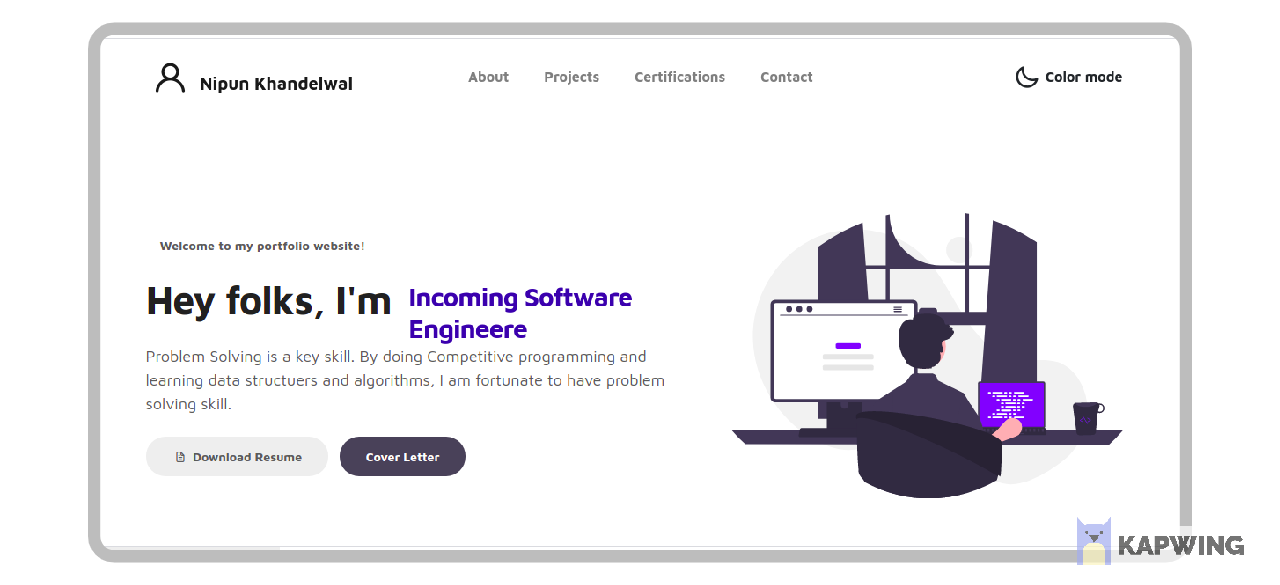 Nipun Khandelwal
About Projects Certifications Contact
Color mode
Welcome to my portfolio website!
Hey folks, I'm
Incoming Software
Engineere
Problem Solving is a key skill. By doing Competitive programming and
learning data structuers and algorithms, I am fortunate to have problem
solving skill.
Download Resume
Cover Letter
KAPWING